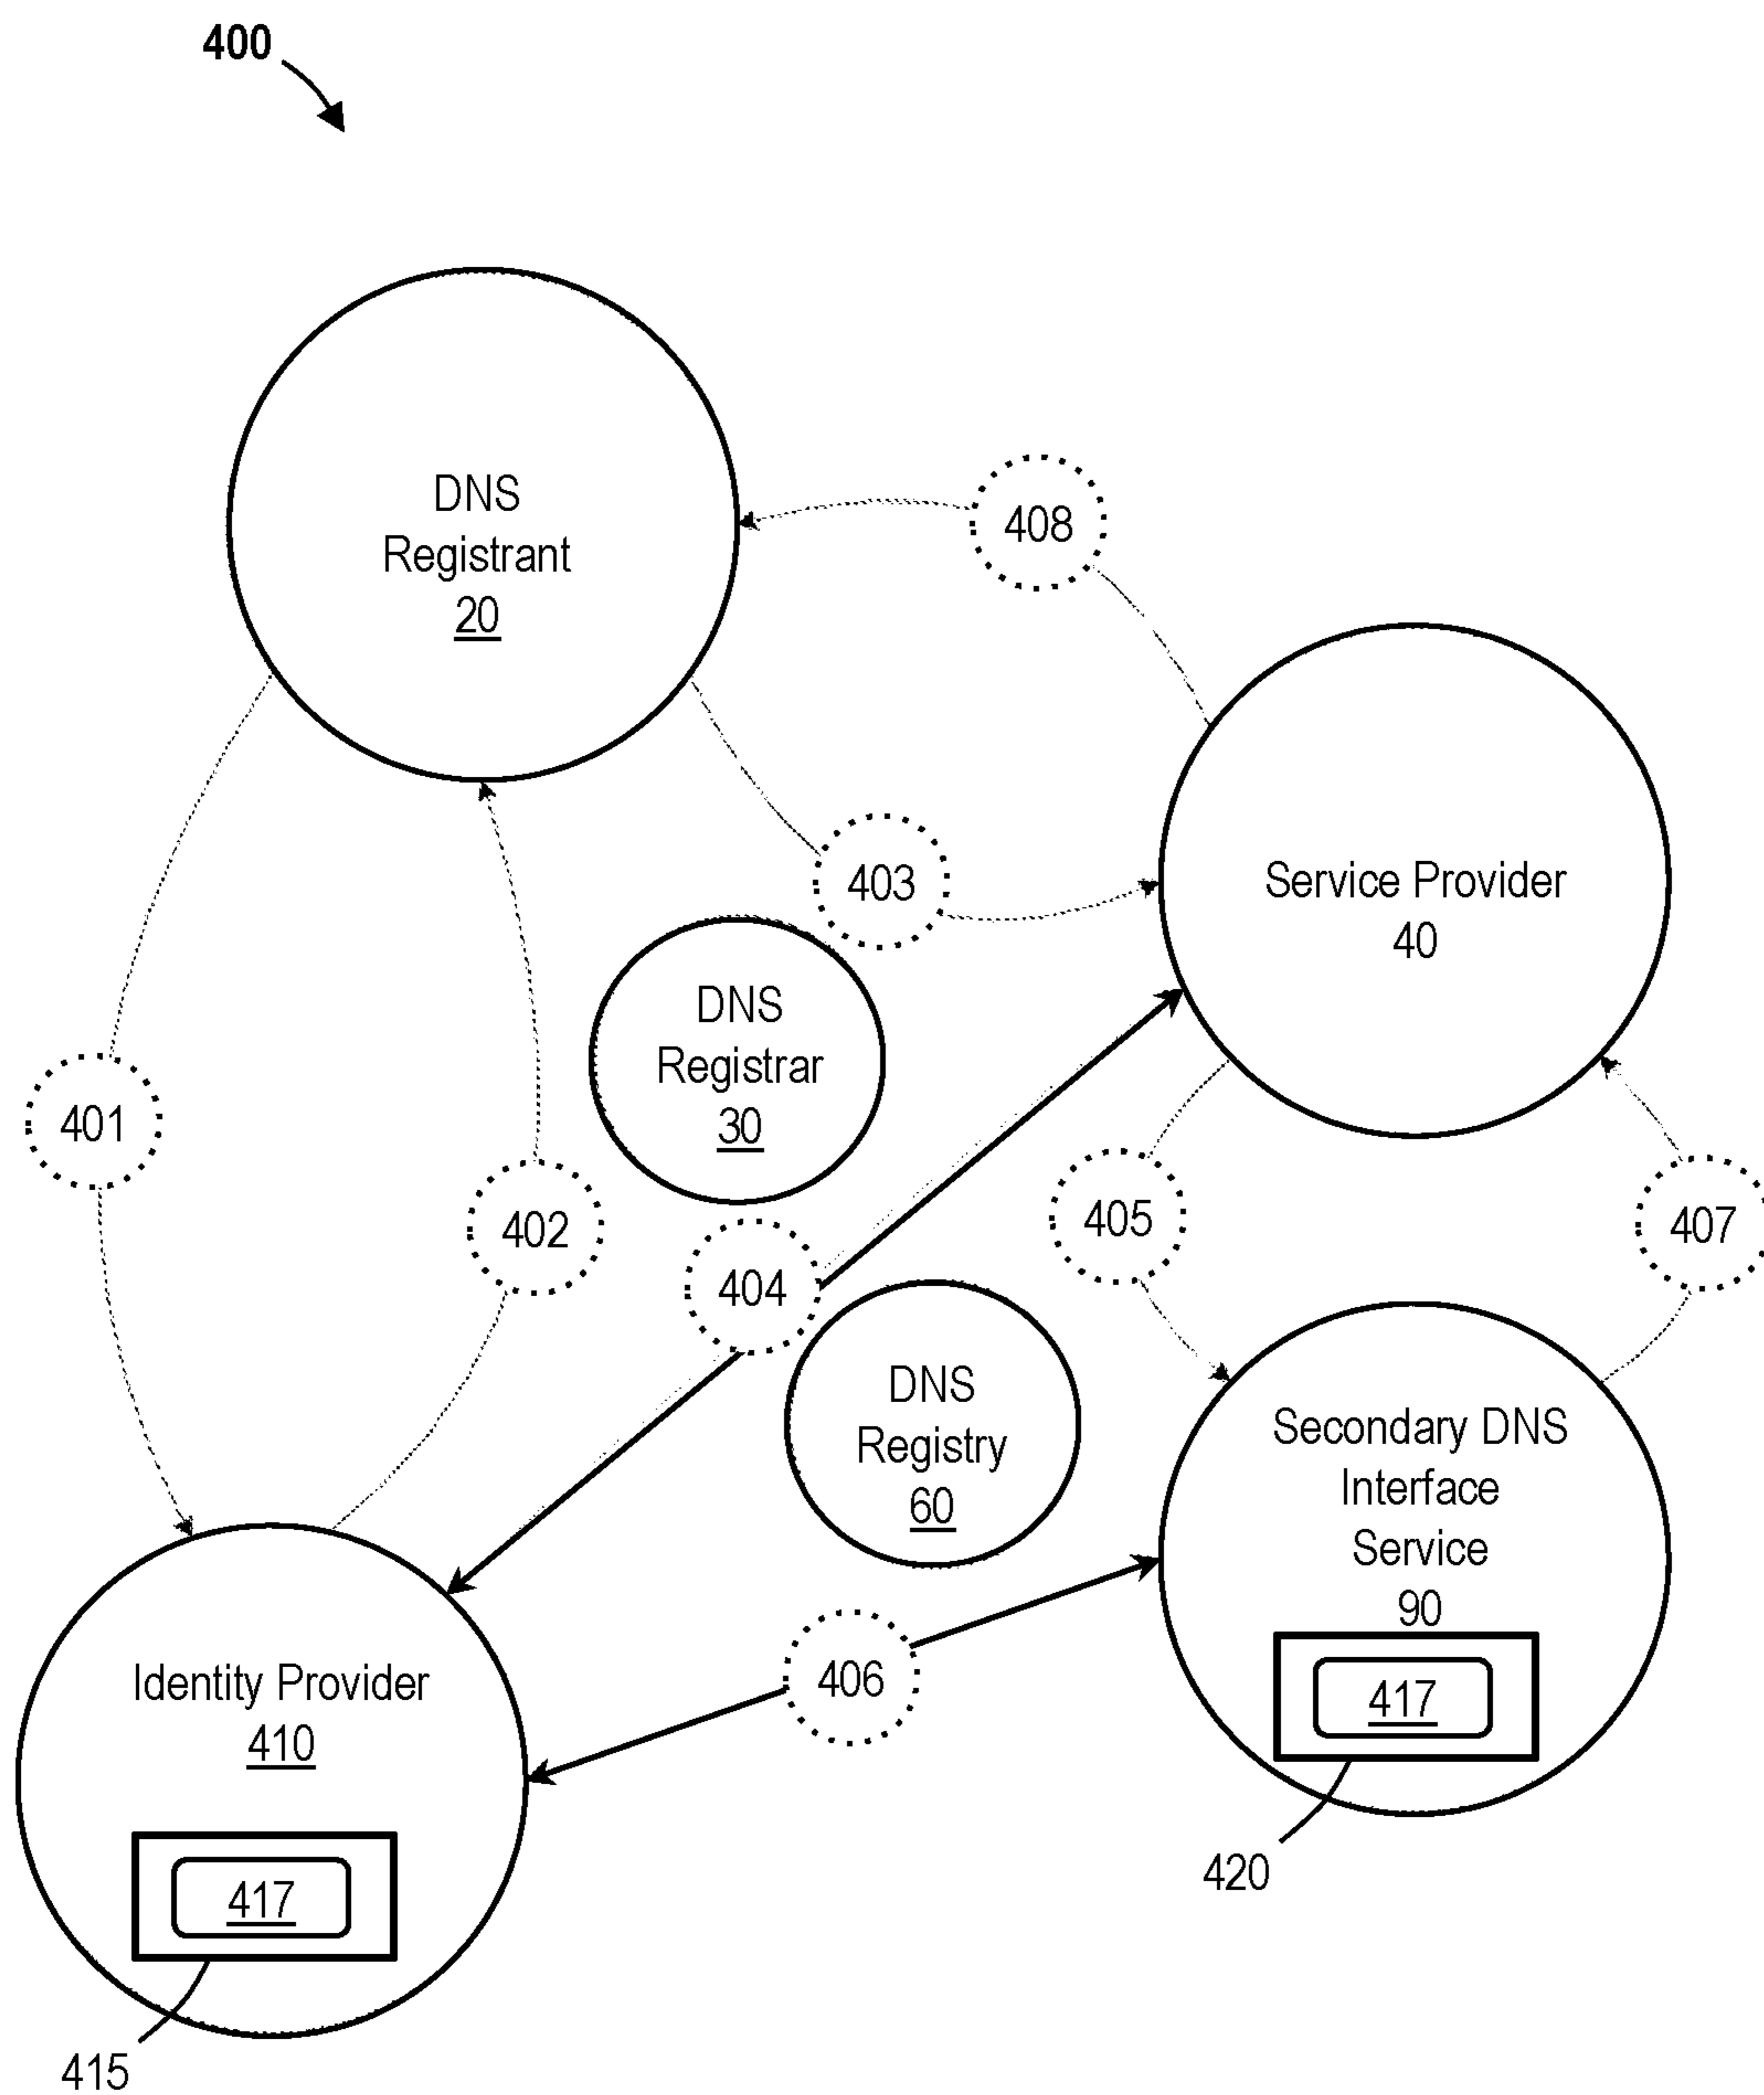 400
DNS
Registrant
20
408
Service Provider
40
403
DNS
Registrar
30
401
402
404
405
407
DNS
Registry
60
Secondary DNS
Interface
Service
90
417
420
406
Identity Provider
410
417
415